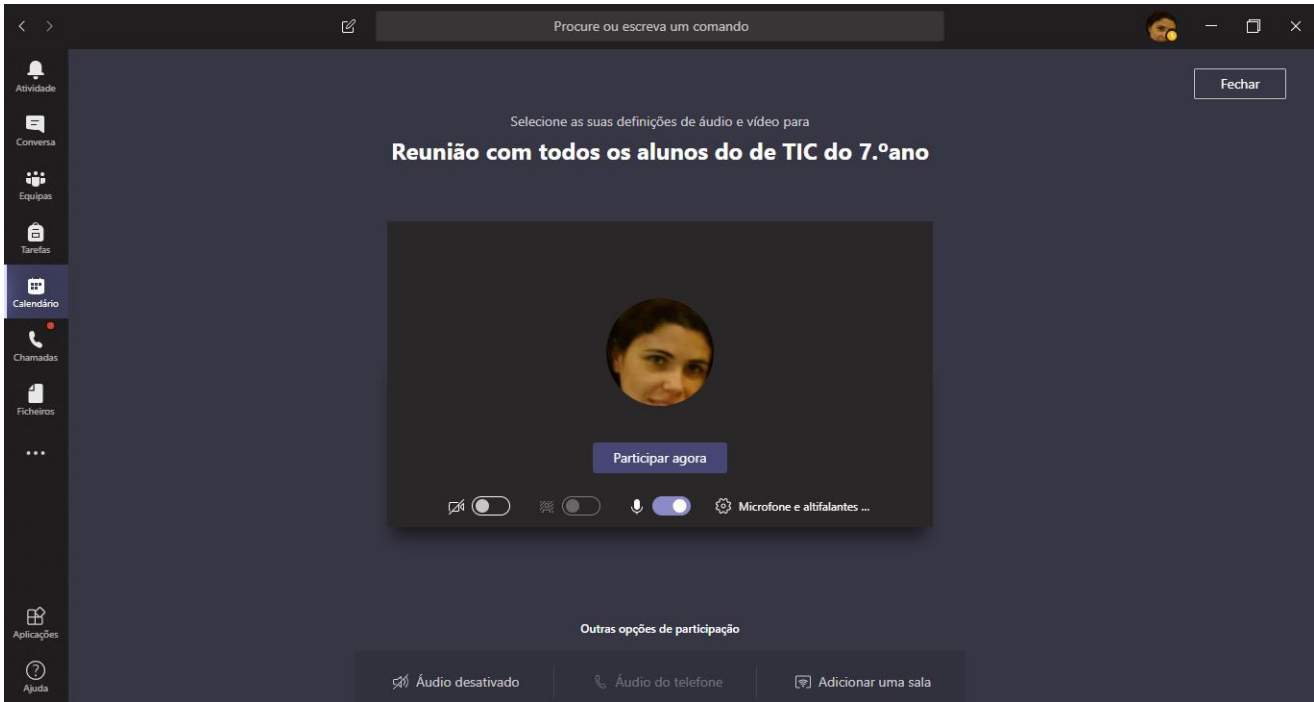 Procure ou escreva um comando
Atividade
Conversa
Equipas
Tarefas
Calendário
Chamadas
Ficheiros
Aplicações
Ajuda
Fechar
Selecione as suas definições de áudio e vídeo para
Reunião com todos os alunos do de TIC do 7.ºano
Participar agora
Microfone e altifalantes ...
Outras opções de participação
Áudio desativado
Áudio do telefone
Adicionar uma sala